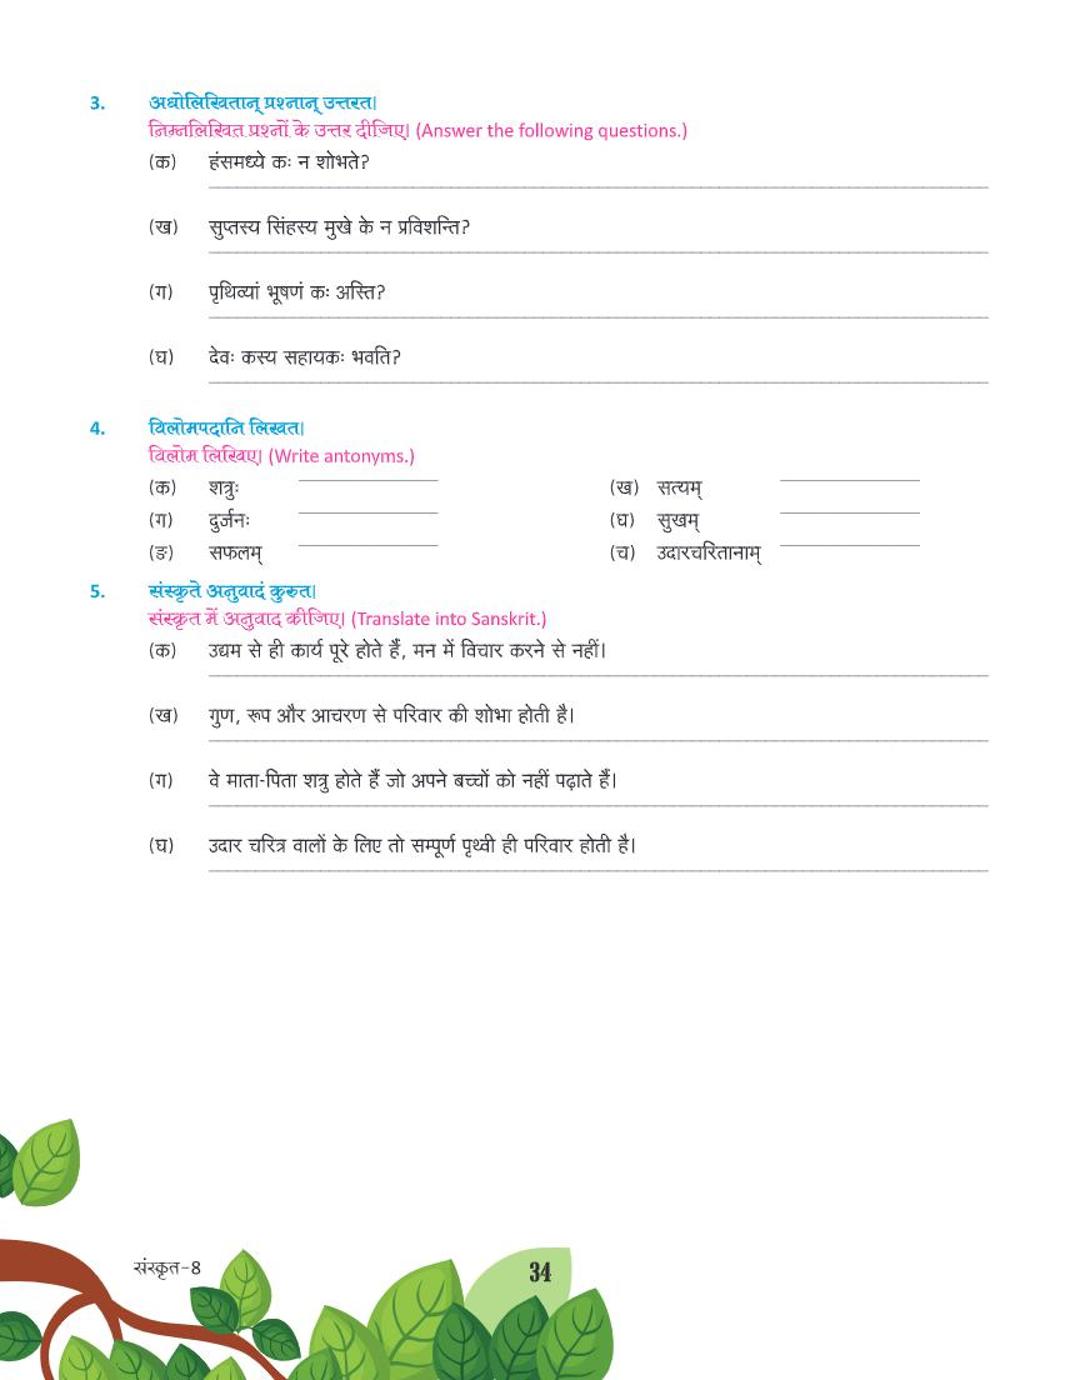 3. अधोलिखितान् प्रश्नान् उत्तरत।
निम्नलिखित प्रश्नों के उत्तर दीजिए। (Answer the following questions.)
(क) हंसमध्ये कः न शोभते?
(ख) सुप्तस्य सिंहस्य मुखे के न प्रविशन्ति?
(ग) पृथिव्यां भूषणं कः अस्ति?
(घ) देवः कस्य सहायकः भवति?
4. विलोमपदानि लिखत।
विलोम लिखिए। (Write antonyms.)
(क) शत्रुः (ख) सत्यम्
(ग) दुर्जनः (घ) सुखम्
(ङ) सफलम् (च) उदारचरितानाम्
5. संस्कृते अनुवादं कुरुत।
संस्कृत में अनुवाद कीजिए। (Translate into Sanskrit.)
(क) उद्यम से ही कार्य पूरे होते हैं, मन में विचार करने से नहीं।
(ख) गुण, रूप और आचरण से परिवार की शोभा होती है।
(ग) वे माता-पिता शत्रु होते हैं जो अपने बच्चों को नहीं पढ़ाते हैं।
(घ) उदार चरित्र वालों के लिए तो सम्पूर्ण पृथ्वी ही परिवार होती है।
संस्कृत-8
34